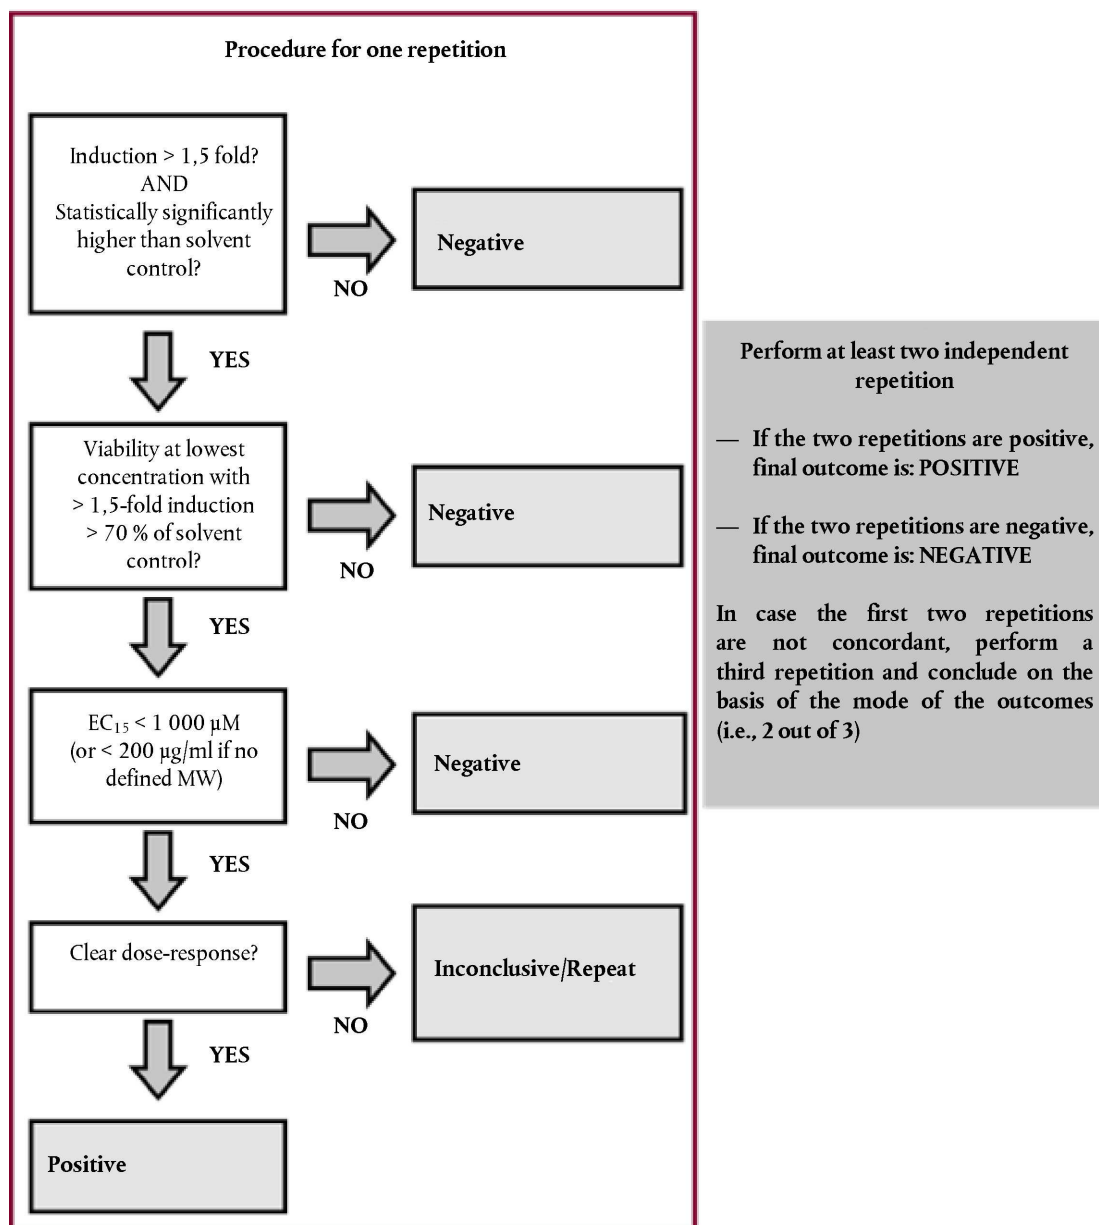 Procedure for one repetition
Induction > 1,5 fold?
AND
Statistically significantly
higher than solvent
control?
NO
Negative
YES
Viability at lowest
concentration with
> 1,5-fold induction
> 70 % of solvent
control?
NO
Negative
YES
EC15 < 1 000 µM
(or < 200 µg/ml if no
defined MW)
NO
Negative
YES
Clear dose-response?
NO
Inconclusive/Repeat
YES
Positive
Perform at least two independent
repetition
— If the two repetitions are positive,
final outcome is: POSITIVE
— If the two repetitions are negative,
final outcome is: NEGATIVE
In case the first two repetitions
are not concordant, perform a
third repetition and conclude on the
basis of the mode of the outcomes
(i.e., 2 out of 3)